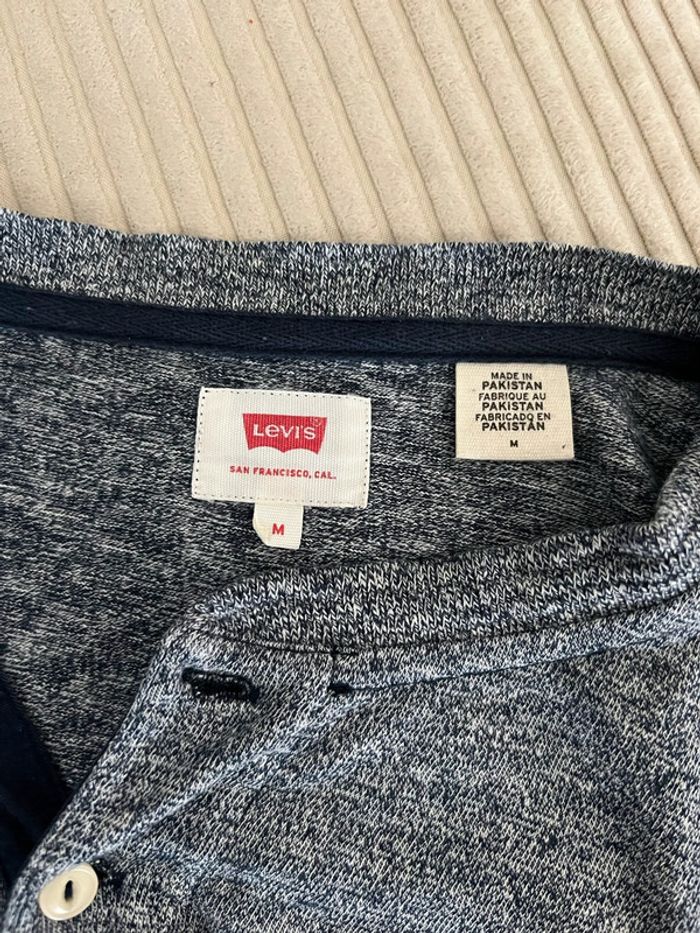 Levi's
SAN FRANCISCO, CAL.
M
MADE IN
PAKISTAN
FABRIQUE AU
PAKISTAN
FABRICADO EN
PAKISTÁN
M